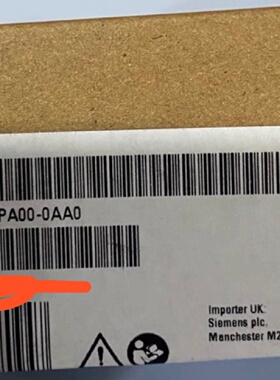 PA00-0AA0
Importer UK:
Siemens plc,
Manchester M2